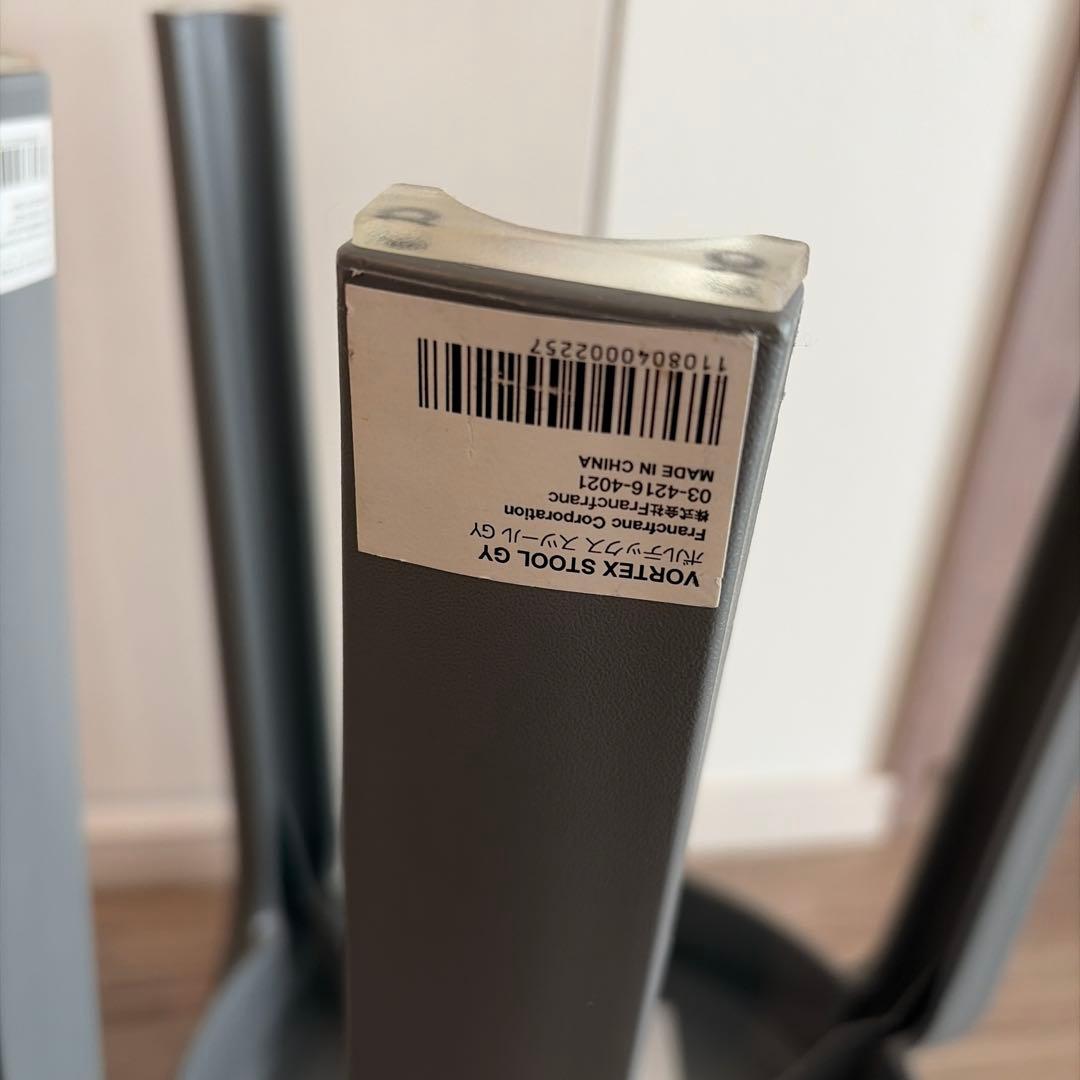 VORTEX STOOL GY
ボルテックス スツール GY
Francfranc Corporation
株式会社Francfranc
03-4216-4021
MADE IN CHINA
1108040002257